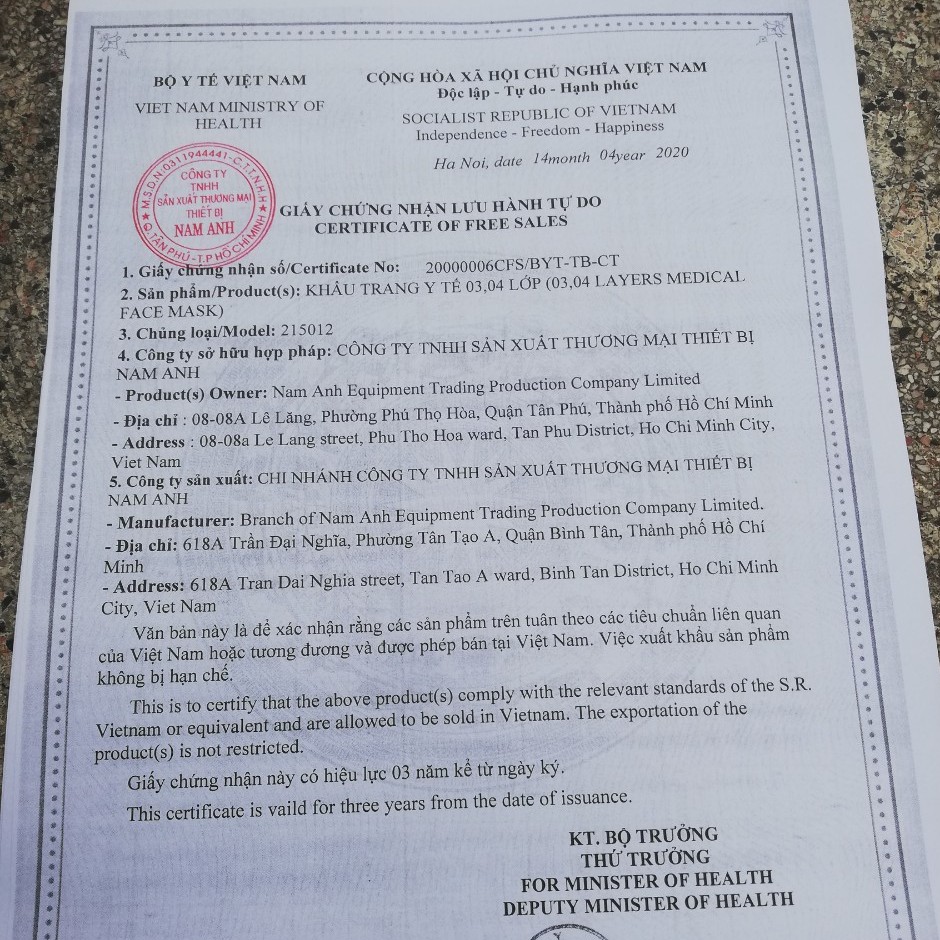 BỘ Y TẾ VIỆT NAM
VIET NAM MINISTRY OF
HEALTH
CỘNG HÒA XÃ HỘI CHỦ NGHĨA VIỆT NAM
Độc lập - Tự do - Hạnh phúc
SOCIALIST REPUBLIC OF VIETNAM
Independence - Freedom - Happiness
Ha Noi, date 14month 04year 2020
M.S.D.N:0311944441-C.T.T.N.H.H
CÔNG TY
TNHH
SẢN XUẤT THƯƠNG MẠI
THIẾT BỊ
NAM ANH
Q.TÂN PHÚ-T.P HỒ CHÍ MINH
GIẤY CHỨNG NHẬN LƯU HÀNH TỰ DO
CERTIFICATE OF FREE SALES
1. Giấy chứng nhận số/Certificate No: 20000006CFS/BYT-TB-CT
2. Sản phẩm/Product(s): KHẨU TRANG Y TẾ 03,04 LỚP (03,04 LAYERS MEDICAL
FACE MASK)
3. Chủng loại/Model: 215012
4. Công ty sở hữu hợp pháp: CÔNG TY TNHH SẢN XUẤT THƯƠNG MẠI THIẾT BỊ
NAM ANH
- Product(s) Owner: Nam Anh Equipment Trading Production Company Limited
- Địa chỉ : 08-08A Lê Lăng, Phường Phú Thọ Hòa, Quận Tân Phú, Thành phố Hồ Chí Minh
- Address : 08-08a Le Lang street, Phu Tho Hoa ward, Tan Phu District, Ho Chi Minh City,
Viet Nam
5. Công ty sản xuất: CHI NHÁNH CÔNG TY TNHH SẢN XUẤT THƯƠNG MẠI THIẾT BỊ
NAM ANH
- Manufacturer: Branch of Nam Anh Equipment Trading Production Company Limited.
- Địa chỉ: 618A Trần Đại Nghĩa, Phường Tân Tạo A, Quận Bình Tân, Thành phố Hồ Chí
Minh
- Address: 618A Tran Dai Nghia street, Tan Tao A ward, Binh Tan District, Ho Chi Minh
City, Viet Nam
Văn bản này là để xác nhận rằng các sản phẩm trên tuân theo các tiêu chuẩn liên quan
của Việt Nam hoặc tương đương và được phép bán tại Việt Nam. Việc xuất khẩu sản phẩm
không bị hạn chế.
This is to certify that the above product(s) comply with the relevant standards of the S.R.
Vietnam or equivalent and are allowed to be sold in Vietnam. The exportation of the
product(s) is not restricted.
Giấy chứng nhận này có hiệu lực 03 năm kể từ ngày ký.
This certificate is vaild for three years from the date of issuance.
KT. BỘ TRƯỞNG
THỨ TRƯỞNG
FOR MINISTER OF HEALTH
DEPUTY MINISTER OF HEALTH